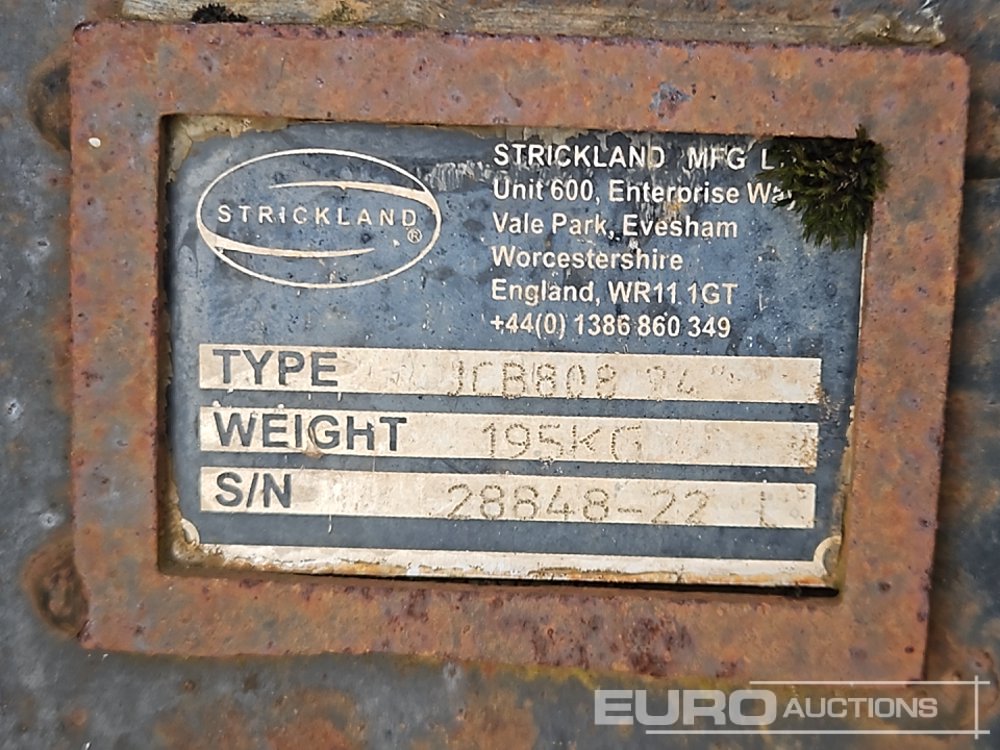 STRICKLAND ®
STRICKLAND MFG
Unit 600, Enterprise
Vale Park, Evesham
Worcestershire
England, WR11 1GT
+44(0) 1386 860 349
TYPE JCB808
WEIGHT 195KG
S/N 28848-22 L
EURO AUCTIONS